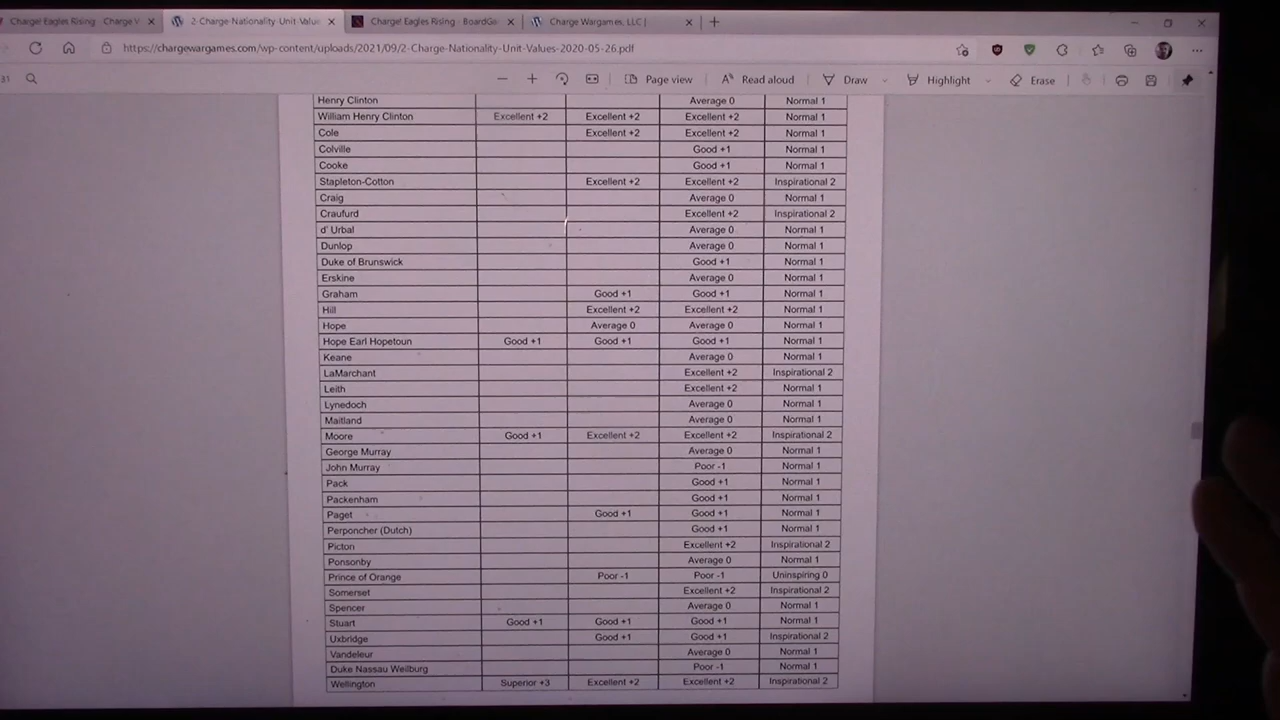 Charge! Eagles Rising - Charge V
2-Charge-Nationality-Unit-Value
Charge! Eagles Rising - BoardGa
Charge Wargames, LLC |
https://chargewargames.com/wp-content/uploads/2021/09/2-Charge-Nationality-Unit-Values-2020-05-26.pdf
31
Page view
Read aloud
Draw
Highlight
Erase
Henry Clinton Average 0 Normal 1
William Henry Clinton Excellent +2 Excellent +2 Excellent +2 Normal 1
Cole Excellent +2 Excellent +2 Normal 1
Colville Good +1 Normal 1
Cooke Good +1 Normal 1
Stapleton-Cotton Excellent +2 Excellent +2 Inspirational 2
Craig Average 0 Normal 1
Craufurd Excellent +2 Inspirational 2
d' Urbal Average 0 Normal 1
Dunlop Average 0 Normal 1
Duke of Brunswick Good +1 Normal 1
Erskine Average 0 Normal 1
Graham Good +1 Good +1 Normal 1
Hill Excellent +2 Excellent +2 Normal 1
Hope Average 0 Average 0 Normal 1
Hope Earl Hopetoun Good +1 Good +1 Good +1 Normal 1
Keane Average 0 Normal 1
LaMarchant Excellent +2 Inspirational 2
Leith Excellent +2 Normal 1
Lynedoch Average 0 Normal 1
Maitland Average 0 Normal 1
Moore Good +1 Excellent +2 Excellent +2 Inspirational 2
George Murray Average 0 Normal 1
John Murray Poor -1 Normal 1
Pack Good +1 Normal 1
Packenham Good +1 Normal 1
Paget Good +1 Good +1 Normal 1
Perponcher (Dutch) Good +1 Normal 1
Picton Excellent +2 Inspirational 2
Ponsonby Average 0 Normal 1
Prince of Orange Poor -1 Poor -1 Uninspiring 0
Somerset Excellent +2 Inspirational 2
Spencer Average 0 Normal 1
Stuart Good +1 Good +1 Good +1 Normal 1
Uxbridge Good +1 Good +1 Inspirational 2
Vandeleur Average 0 Normal 1
Duke Nassau Weilburg Poor -1 Normal 1
Wellington Superior +3 Excellent +2 Excellent +2 Inspirational 2